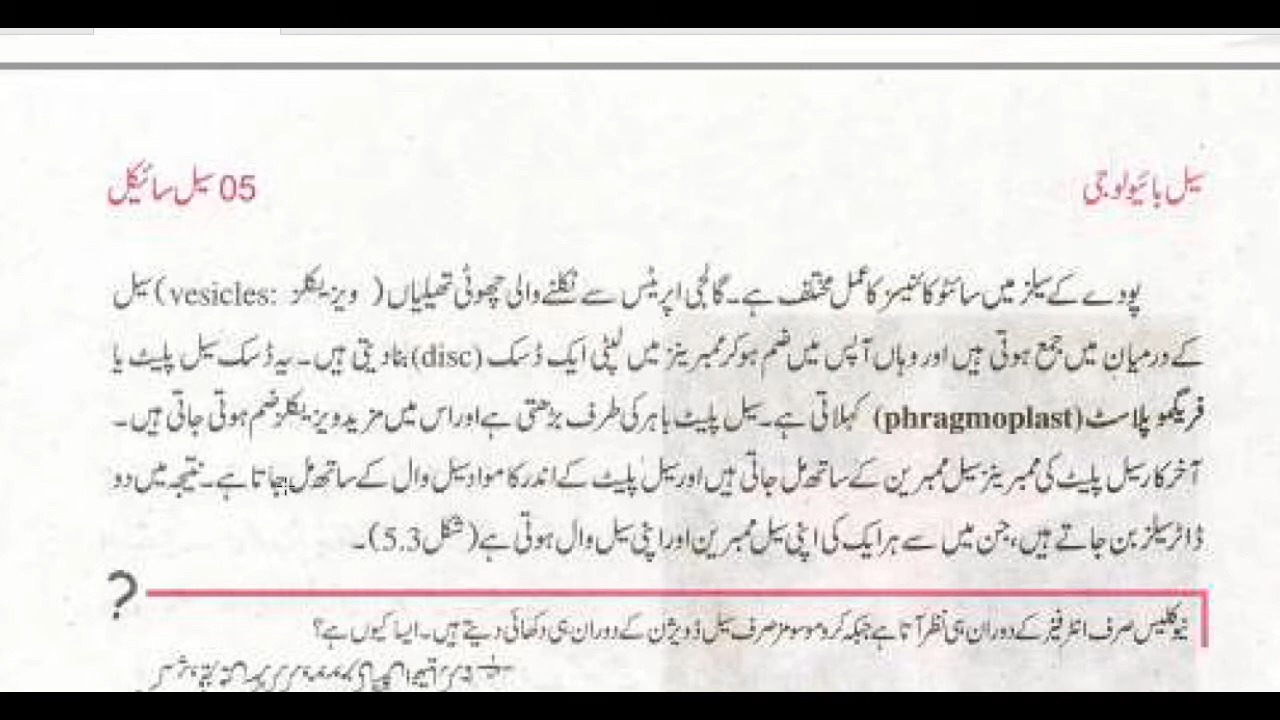 سیل بائیولوجی
05 سیل سائیکل
پودے کے سیلز میں سائٹوکائنیسز کا عمل مختلف ہے۔ گالجی اپریٹس سے نکلنے والی چھوٹی تھیلیاں (ویزیکلز :vesicles) سیل
کے درمیان میں جمع ہوتی ہیں اور وہاں آپس میں ضم ہوکر ممبرینز میں لپٹی ایک ڈسک (disc) بنا دیتی ہیں۔ یہ ڈسک سیل پلیٹ یا
فریگمو پلاسٹ (phragmoplast) کہلاتی ہے۔ سیل پلیٹ باہر کی طرف بڑھتی ہے اور اس میں مزید ویزیکلز ضم ہوتی جاتی ہیں۔
آخر کار سیل پلیٹ کی ممبرینز سیل ممبرین کے ساتھ مل جاتی ہیں اور سیل پلیٹ کے اندر کا مواد سیل وال کے ساتھ مل جاتا ہے۔ نتیجہ میں دو
ڈاٹر سیلز بن جاتے ہیں، جن میں سے ہر ایک کی اپنی سیل ممبرین اور اپنی سیل وال ہوتی ہے (شکل 5.3)۔
?
نیوکلیس صرف انٹرفیز کے دوران ہی نظر آتا ہے جبکہ کروموسومز صرف سیل ڈویژن کے دوران ہی دکھائی دیتے ہیں۔ ایسا کیوں ہے؟